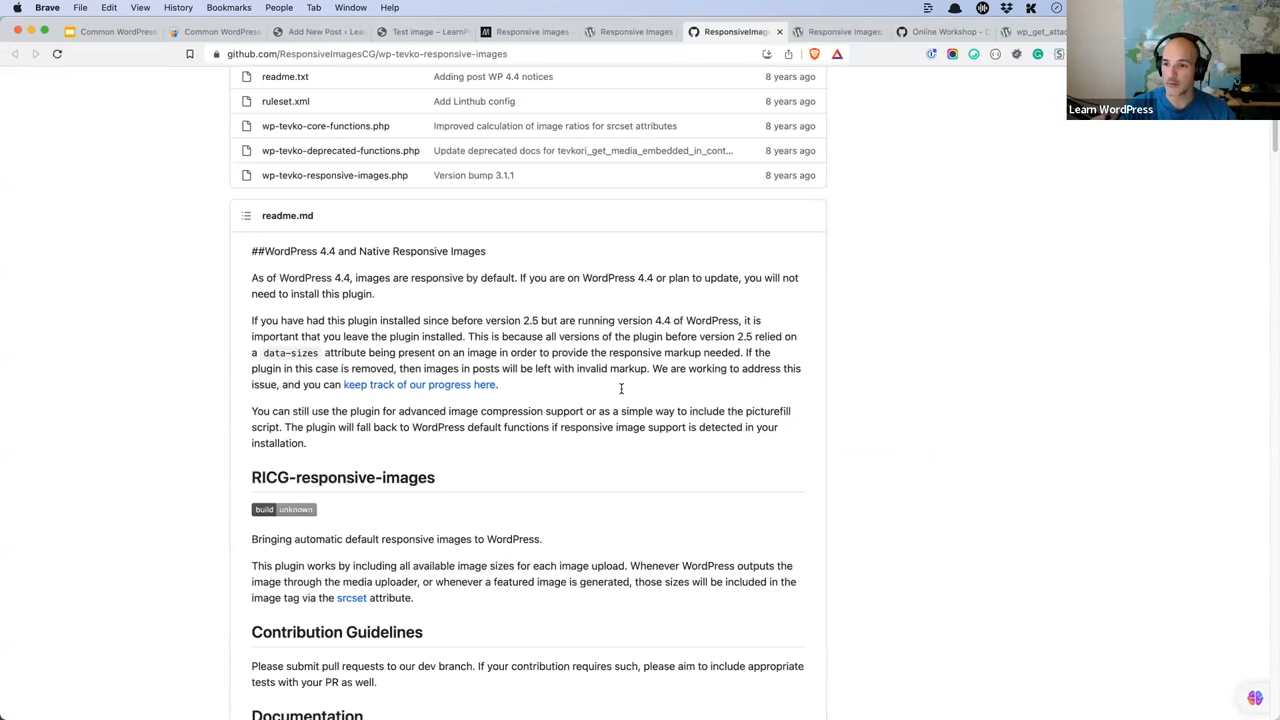 Brave File Edit View History Bookmarks People Tab Window Help
Common WordPress
Common WordPress
Add New Post ‹ Lea
Test image – LearnP
Responsive images
Responsive Images
ResponsiveImage
Responsive Images:
Online Workshop -
wp_get_attac
github.com/ResponsiveImagesCG/wp-tevko-responsive-images
Learn WordPress
readme.txt Adding post WP 4.4 notices 8 years ago
ruleset.xml Add Linthub config 8 years ago
wp-tevko-core-functions.php Improved calculation of image ratios for srcset attributes 8 years ago
wp-tevko-deprecated-functions.php Update deprecated docs for tevkori_get_media_embedded_in_cont... 8 years ago
wp-tevko-responsive-images.php Version bump 3.1.1 8 years ago
readme.md
##WordPress 4.4 and Native Responsive Images
As of WordPress 4.4, images are responsive by default. If you are on WordPress 4.4 or plan to update, you will not
need to install this plugin.
If you have had this plugin installed since before version 2.5 but are running version 4.4 of WordPress, it is
important that you leave the plugin installed. This is because all versions of the plugin before version 2.5 relied on
a data-sizes attribute being present on an image in order to provide the responsive markup needed. If the
plugin in this case is removed, then images in posts will be left with invalid markup. We are working to address this
issue, and you can keep track of our progress here.
You can still use the plugin for advanced image compression support or as a simple way to include the picturefill
script. The plugin will fall back to WordPress default functions if responsive image support is detected in your
installation.
RICG-responsive-images
build unknown
Bringing automatic default responsive images to WordPress.
This plugin works by including all available image sizes for each image upload. Whenever WordPress outputs the
image through the media uploader, or whenever a featured image is generated, those sizes will be included in the
image tag via the srcset attribute.
Contribution Guidelines
Please submit pull requests to our dev branch. If your contribution requires such, please aim to include appropriate
tests with your PR as well.
Documentation